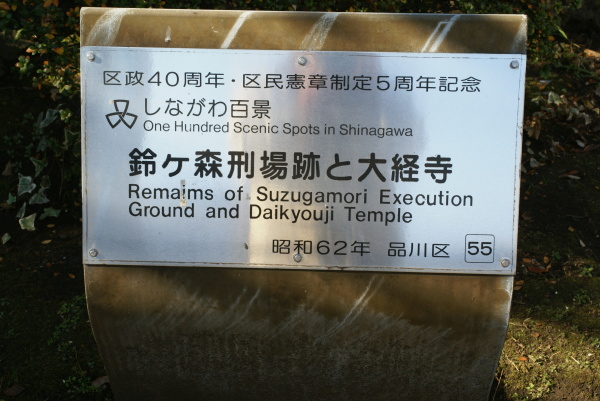 区政40周年・区民憲章制定5周年記念
しながわ百景
One Hundred Scenic Spots in Shinagawa
鈴ヶ森刑場跡と大経寺
Remaims of Suzugamori Execution
Ground and Daikyouji Temple
昭和62年 品川区 55